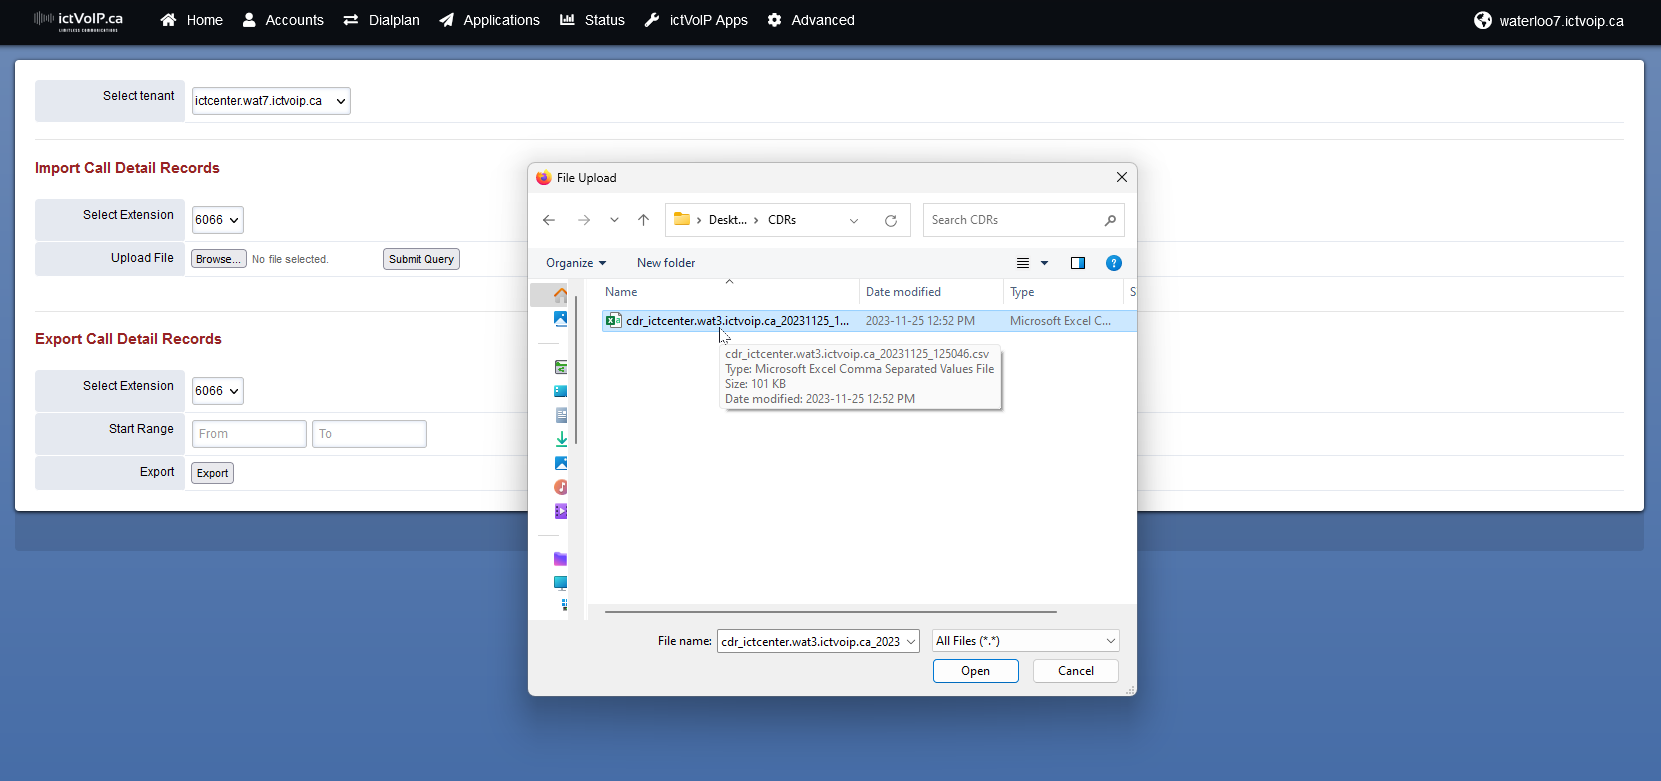 ictVoIP.ca
LIMITLESS COMMUNICATIONS
Home
Accounts
Dialplan
Applications
Status
ictVoIP Apps
Advanced
waterloo7.ictvoip.ca
Select tenant
ictcenter.wat7.ictvoip.ca
Import Call Detail Records
Select Extension
6066
Upload File
Browse... No file selected.
Submit Query
Export Call Detail Records
Select Extension
6066
Start Range
From
To
Export
Export
File Upload
Deskt... › CDRs
Search CDRs
Organize
New folder
Name
Date modified
Type
S
cdr_ictcenter.wat3.ictvoip.ca_20231125_1...
2023-11-25 12:52 PM
Microsoft Excel C...
cdr_ictcenter.wat3.ictvoip.ca_20231125_125046.csv
Type: Microsoft Excel Comma Separated Values File
Size: 101 KB
Date modified: 2023-11-25 12:52 PM
File name:
cdr_ictcenter.wat3.ictvoip.ca_2023
All Files (*.*)
Open
Cancel